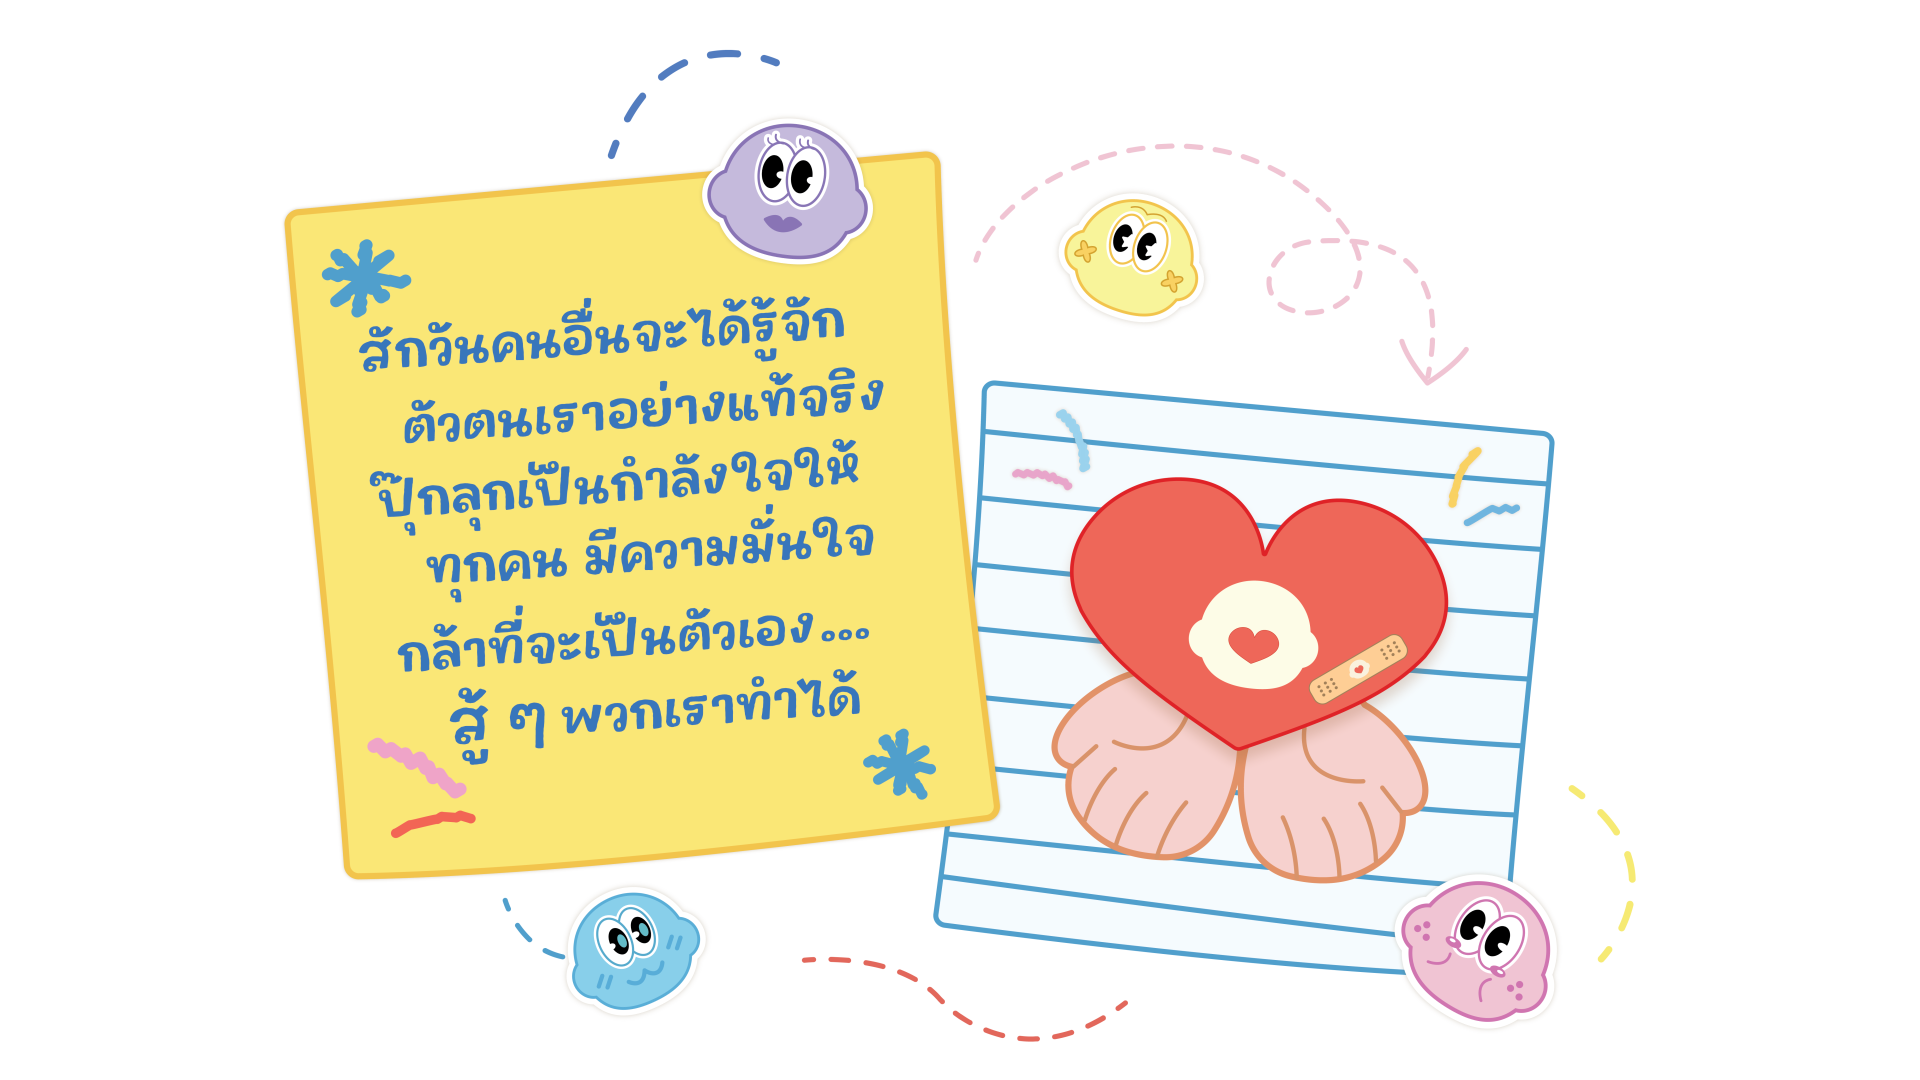 สักวันคนอื่นจะได้รู้จัก
ตัวตนเราอย่างแท้จริง
ปุ๊กลุกเป็นกำลังใจให้
ทุกคน มีความมั่นใจ
กล้าที่จะเป็นตัวเอง...
สู้ ๆ พวกเราทำได้